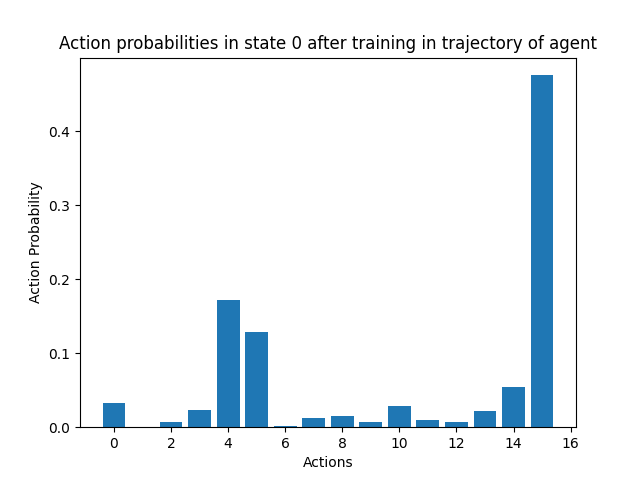 Action probabilities in state 0 after training in trajectory of agent
Action Probability
0.4
0.3
0.2
0.1
0.0
0 2 4 6 8 10 12 14 16
Actions